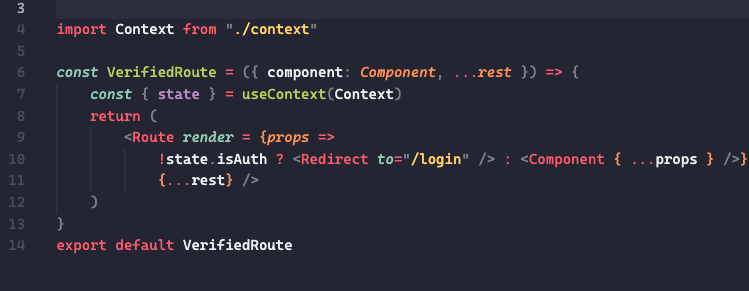 3
4 import Context from "./context"
5
6 const VerifiedRoute = ({ component: Component, ...rest }) => {
7     const { state } = useContext(Context)
8     return (
9         <Route render = {props =>
10             !state.isAuth ? <Redirect to="/login" /> : <Component { ...props } />}
11             {...rest} />
12     )
13 }
14 export default VerifiedRoute